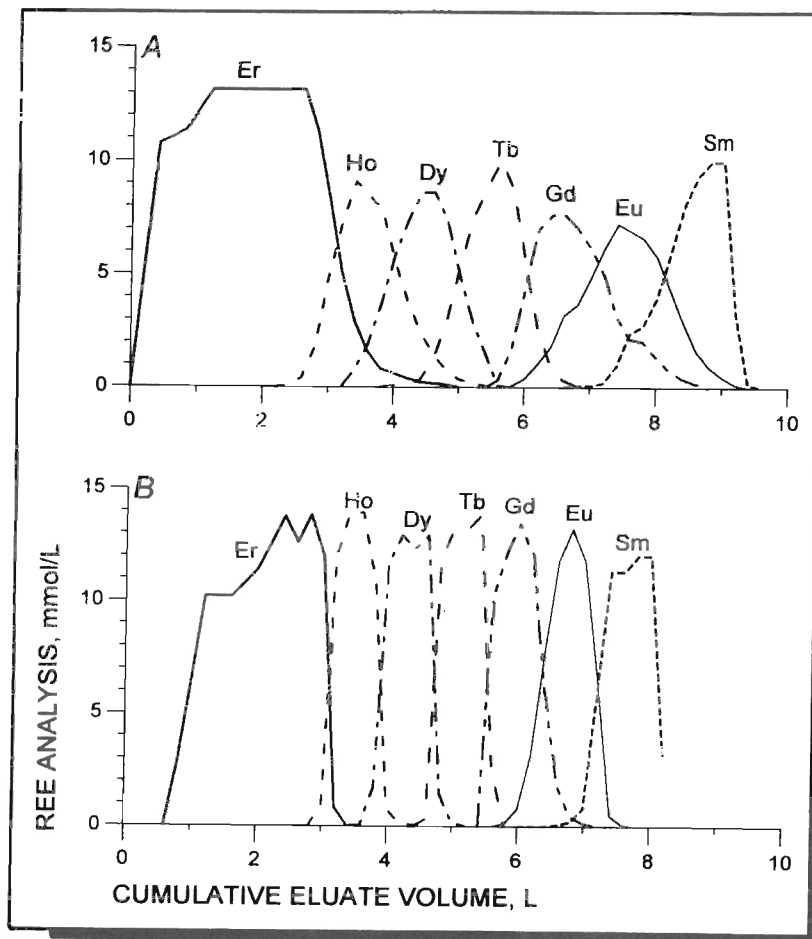 15 A
Er
10
Ho
Dy
Tb
Gd
Eu
Sm
5
0
0 2 4 6 8 10
15 B
Er
Ho
Dy
Tb
Gd
Eu
Sm
10
5
0
0 2 4 6 8 10
REE ANALYSIS, mmol/L
CUMULATIVE ELUATE VOLUME, L